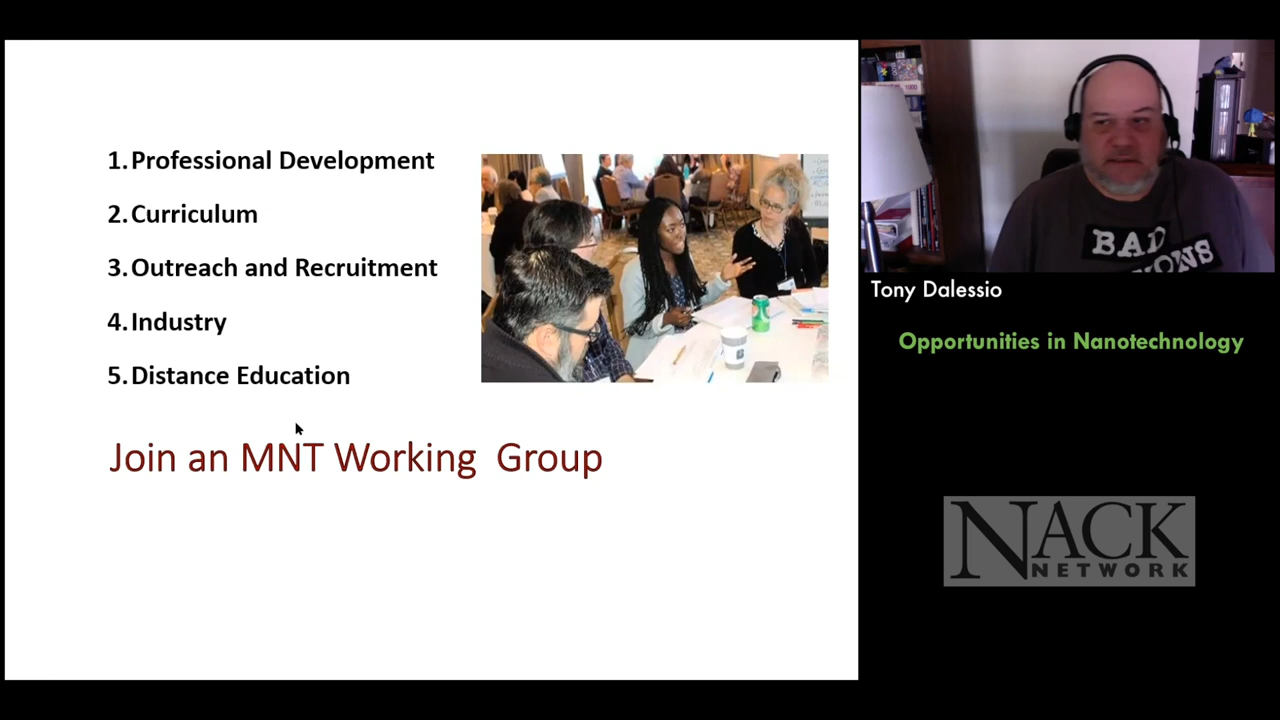 1. Professional Development
2. Curriculum
3. Outreach and Recruitment
4. Industry
5. Distance Education
Join an MNT Working Group
BAD
Tony Dalessio
Opportunities in Nanotechnology
NACK
NETWORK